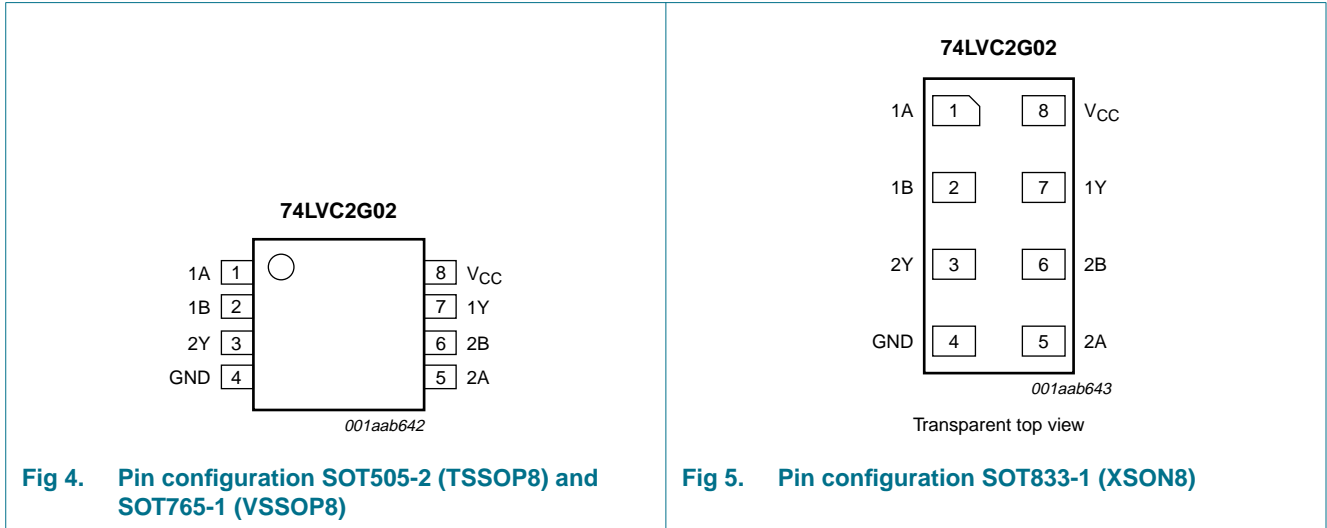 74LVC2G02
1A 1 8 VCC
1B 2 7 1Y
2Y 3 6 2B
GND 4 5 2A
001aab642
Fig 4. Pin configuration SOT505-2 (TSSOP8) and
SOT765-1 (VSSOP8)
74LVC2G02
1A 1 8 VCC
1B 2 7 1Y
2Y 3 6 2B
GND 4 5 2A
001aab643
Transparent top view
Fig 5. Pin configuration SOT833-1 (XSON8)